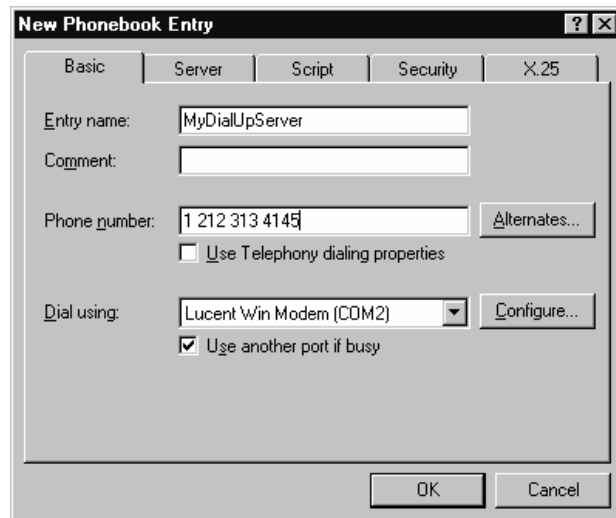 New Phonebook Entry
Basic Server Script Security X.25
Entry name: MyDialUpServer
Comment:
Phone number: 1 212 313 4145 Alternates...
Use Telephony dialing properties
Dial using: Lucent Win Modem (COM2) Configure...
Use another port if busy
OK Cancel